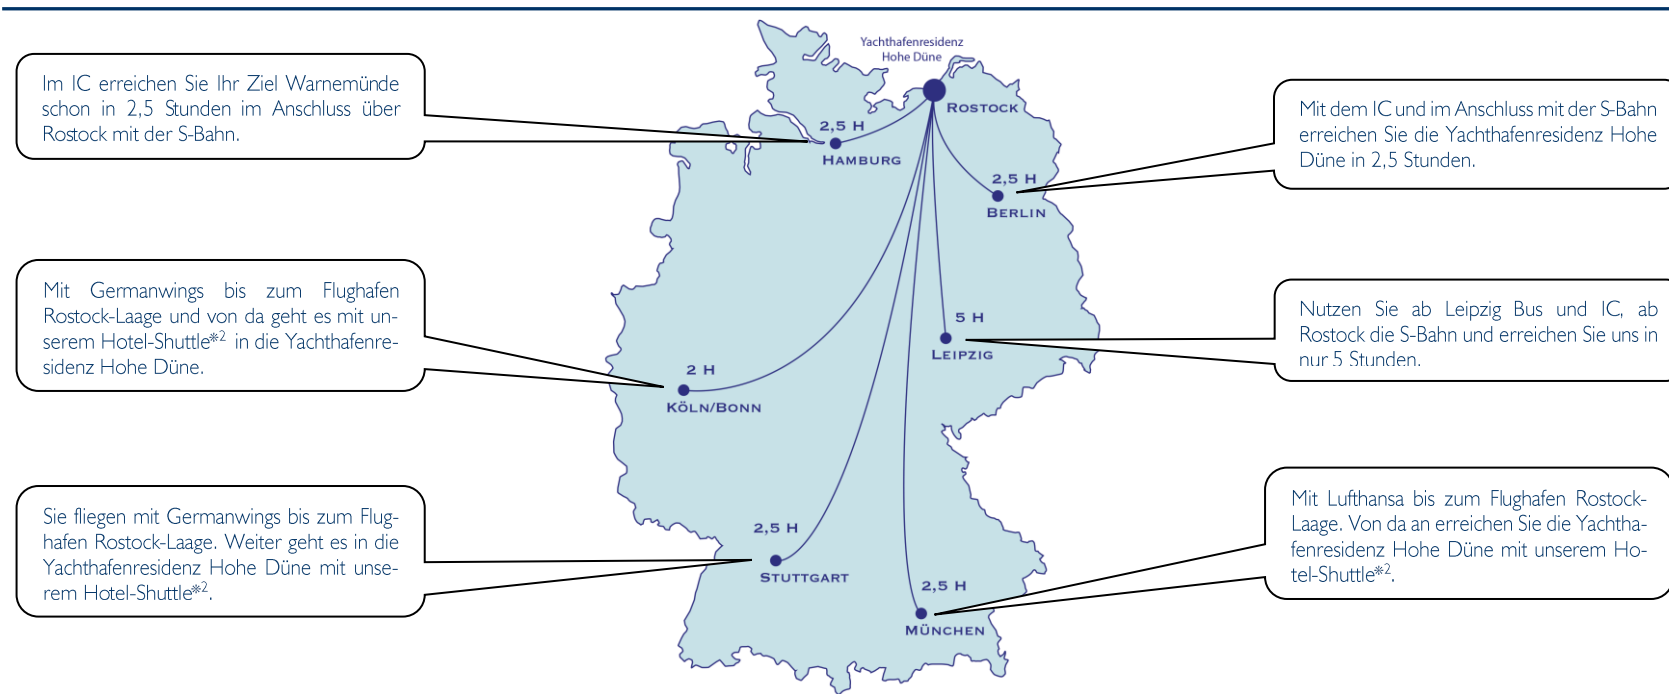 Yachthafenresidenz
Hohe Düne
ROSTOCK
Im IC erreichen Sie Ihr Ziel Warnemünde
schon in 2,5 Stunden im Anschluss über
Rostock mit der S-Bahn.
2,5 H
HAMBURG
Mit dem IC und im Anschluss mit der S-Bahn
erreichen Sie die Yachthafenresidenz Hohe
Düne in 2,5 Stunden.
2,5 H
BERLIN
Mit Germanwings bis zum Flughafen
Rostock-Laage und von da geht es mit un-
serem Hotel-Shuttle*² in die Yachthafenre-
sidenz Hohe Düne.
2 H
KÖLN/BONN
Nutzen Sie ab Leipzig Bus und IC, ab
Rostock die S-Bahn und erreichen Sie uns in
nur 5 Stunden.
5 H
LEIPZIG
Sie fliegen mit Germanwings bis zum Flug-
hafen Rostock-Laage. Weiter geht es in die
Yachthafenresidenz Hohe Düne mit unse-
rem Hotel-Shuttle*².
2,5 H
STUTTGART
Mit Lufthansa bis zum Flughafen Rostock-
Laage. Von da an erreichen Sie die Yachtha-
fenresidenz Hohe Düne mit unserem Ho-
tel-Shuttle*².
2,5 H
MÜNCHEN